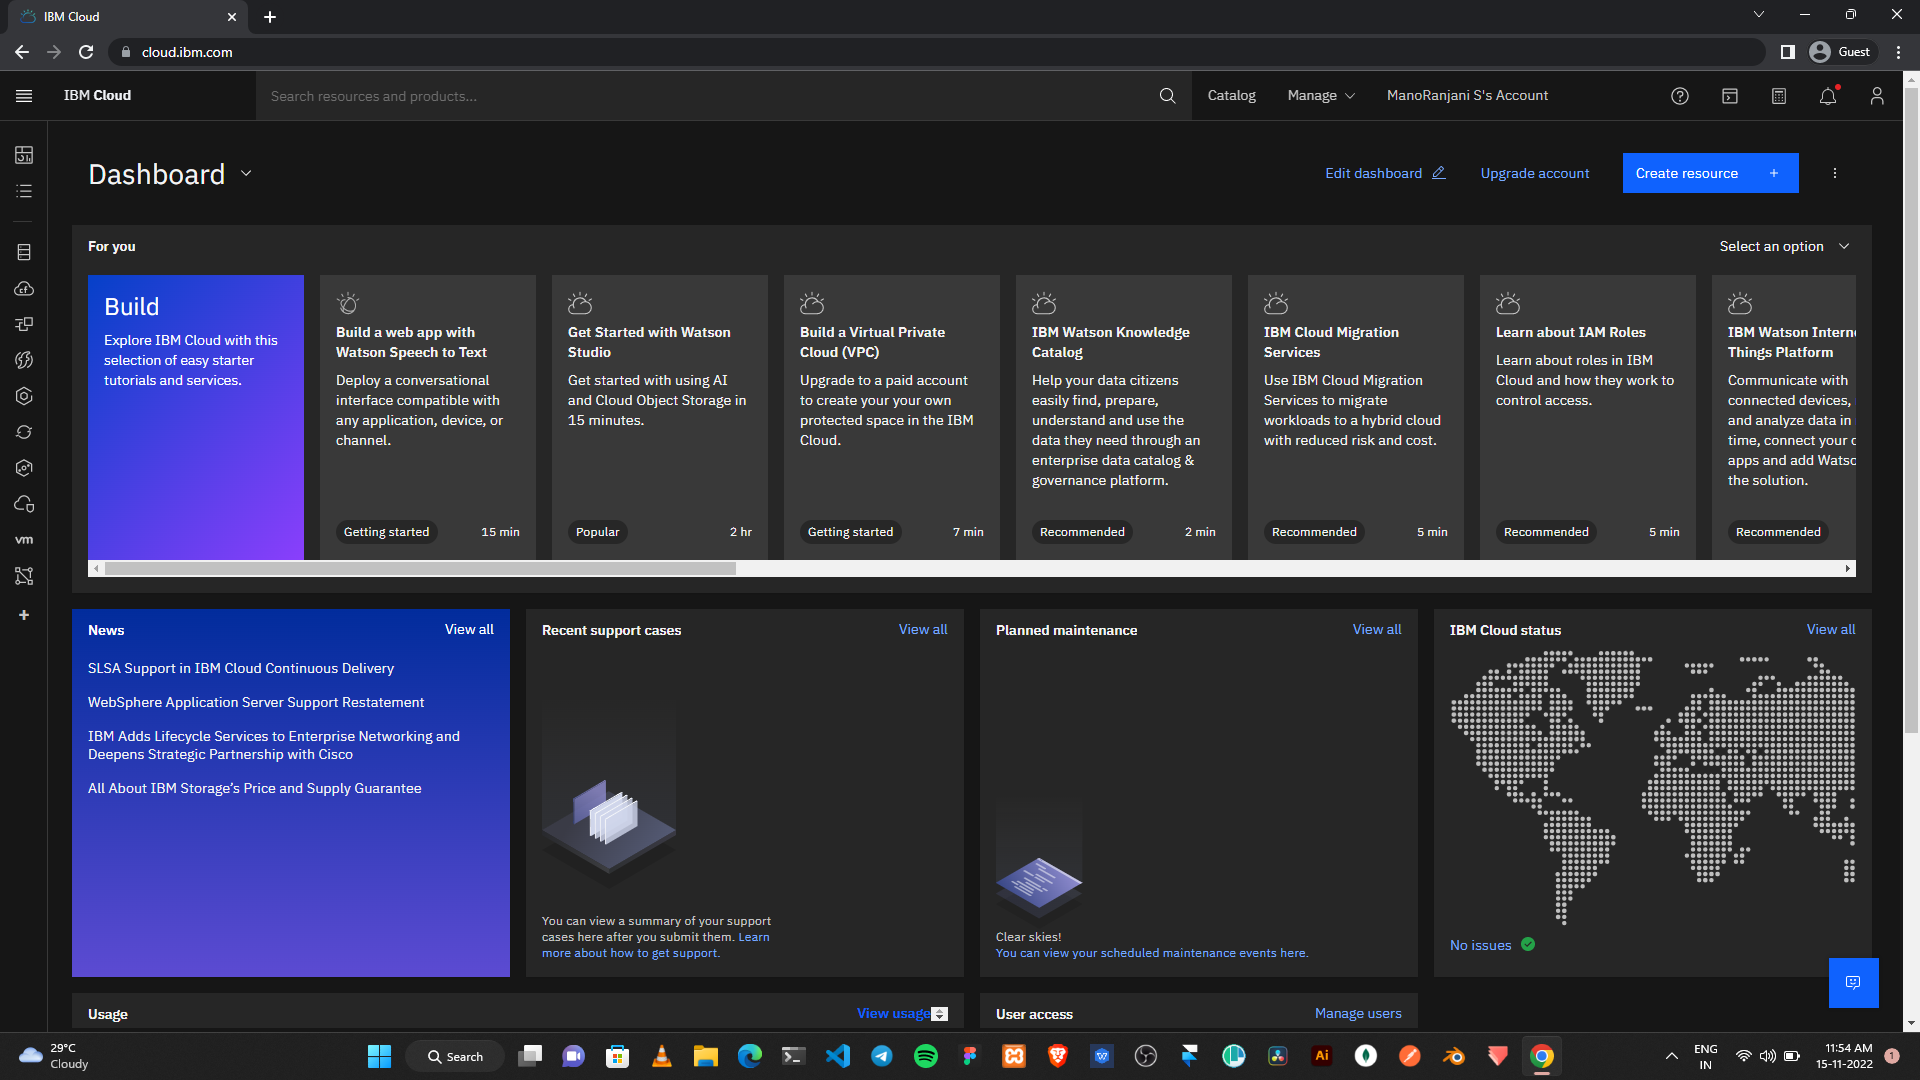 IBM Cloud
cloud.ibm.com
Guest
IBM Cloud
Search resources and products...
Catalog
Manage
ManoRanjani S's Account
Dashboard
Edit dashboard
Upgrade account
Create resource +
For you
Select an option
Build
Explore IBM Cloud with this
selection of easy starter
tutorials and services.
Build a web app with
Watson Speech to Text
Deploy a conversational
interface compatible with
any application, device, or
channel.
Getting started
15 min
Get Started with Watson
Studio
Get started with using AI
and Cloud Object Storage in
15 minutes.
Popular
2 hr
Build a Virtual Private
Cloud (VPC)
Upgrade to a paid account
to create your your own
protected space in the IBM
Cloud.
Getting started
7 min
IBM Watson Knowledge
Catalog
Help your data citizens
easily find, prepare,
understand and use the
data they need through an
enterprise data catalog &
governance platform.
Recommended
2 min
IBM Cloud Migration
Services
Use IBM Cloud Migration
Services to migrate
workloads to a hybrid cloud
with reduced risk and cost.
Recommended
5 min
Learn about IAM Roles
Learn about roles in IBM
Cloud and how they work to
control access.
Recommended
5 min
IBM Watson Intern
Things Platform
Communicate with
connected devices,
and analyze data in
time, connect your
apps and add Wats
the solution.
Recommended
vm
News
View all
SLSA Support in IBM Cloud Continuous Delivery
WebSphere Application Server Support Restatement
IBM Adds Lifecycle Services to Enterprise Networking and
Deepens Strategic Partnership with Cisco
All About IBM Storage’s Price and Supply Guarantee
Recent support cases
View all
You can view a summary of your support
cases here after you submit them. Learn
more about how to get support.
Planned maintenance
View all
Clear skies!
You can view your scheduled maintenance events here.
IBM Cloud status
View all
No issues
Usage
View usage
User access
Manage users
29°C
Cloudy
Search
Ai
ENG
IN
11:54 AM
15-11-2022
1